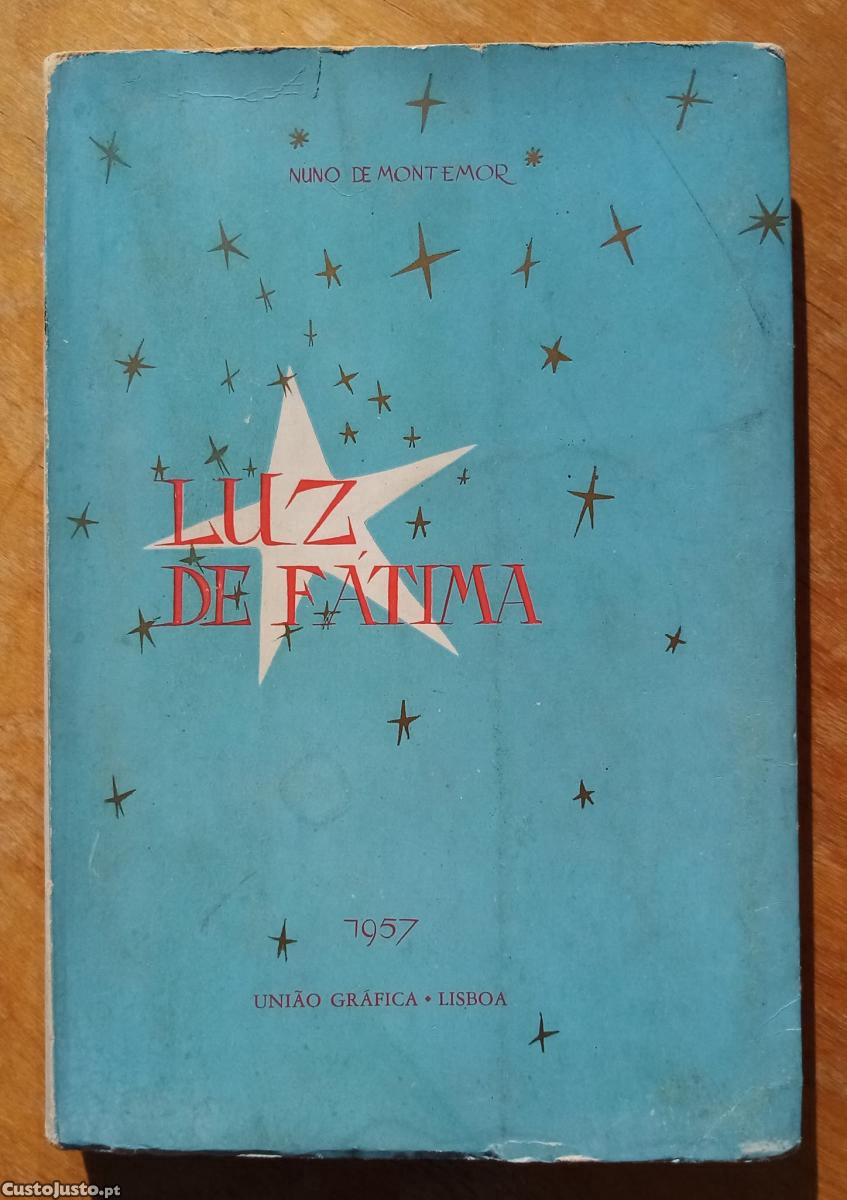 NUNO DE MONTEMOR
LUZ
DE FÁTIMA
1957
UNIÃO GRÁFICA • LISBOA
CustoJusto.pt